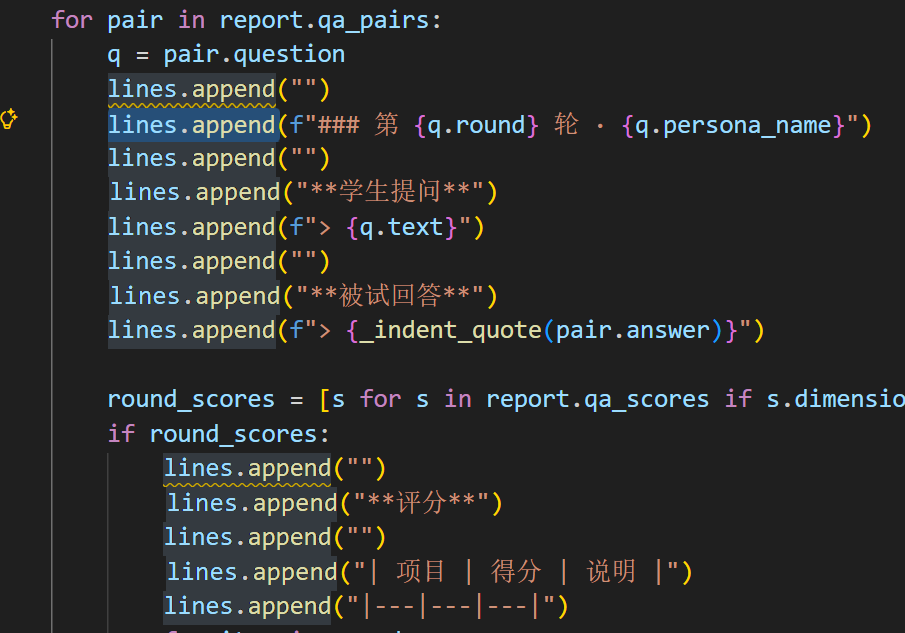 for pair in report.qa_pairs:
q = pair.question
lines.append("")
lines.append(f"### 第 {q.round} 轮 · {q.persona_name}")
lines.append("")
lines.append("**学生提问**")
lines.append(f"> {q.text}")
lines.append("")
lines.append("**被试回答**")
lines.append(f"> {_indent_quote(pair.answer)}")
round_scores = [s for s in report.qa_scores if s.dimensio
if round_scores:
lines.append("")
lines.append("**评分**")
lines.append("")
lines.append("| 项目 | 得分 | 说明 |")
lines.append("|---|---|---|")